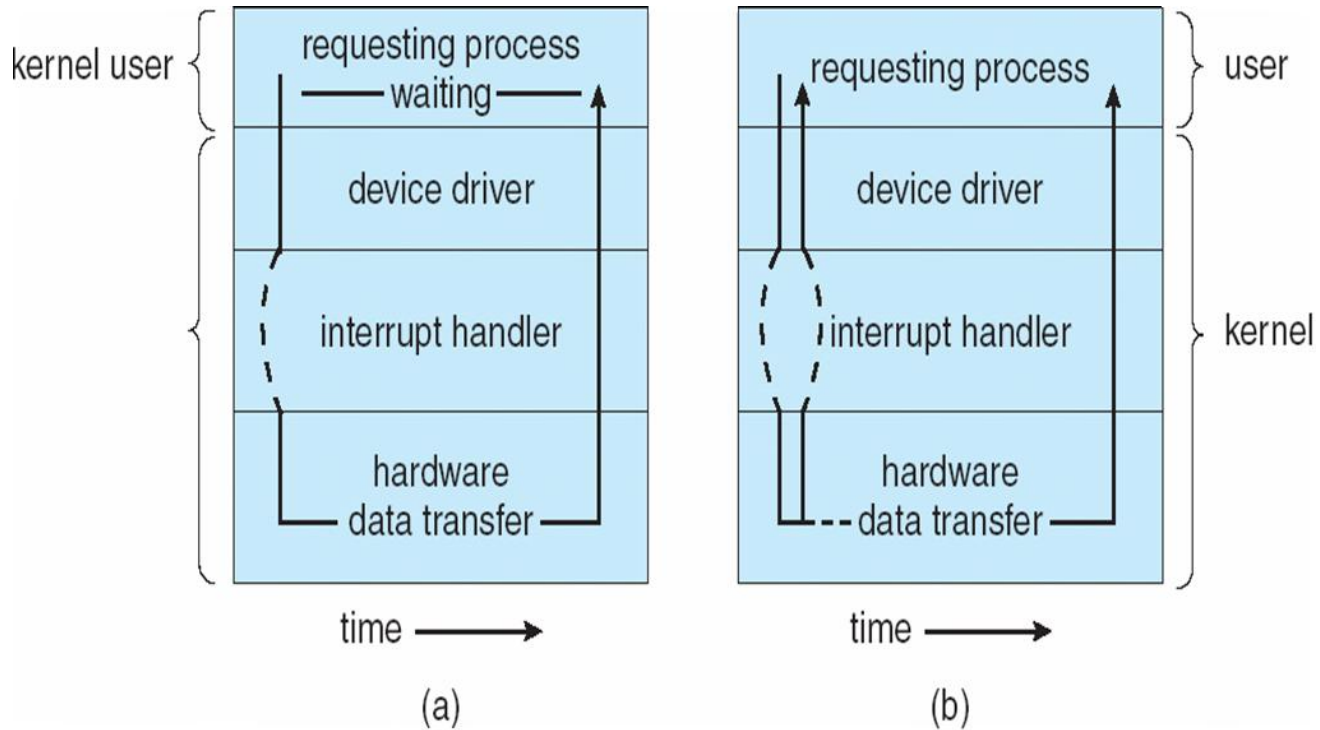 kernel user
requesting process
waiting
device driver
interrupt handler
hardware
data transfer
time
(a)
requesting process
user
device driver
interrupt handler
kernel
hardware
data transfer
time
(b)